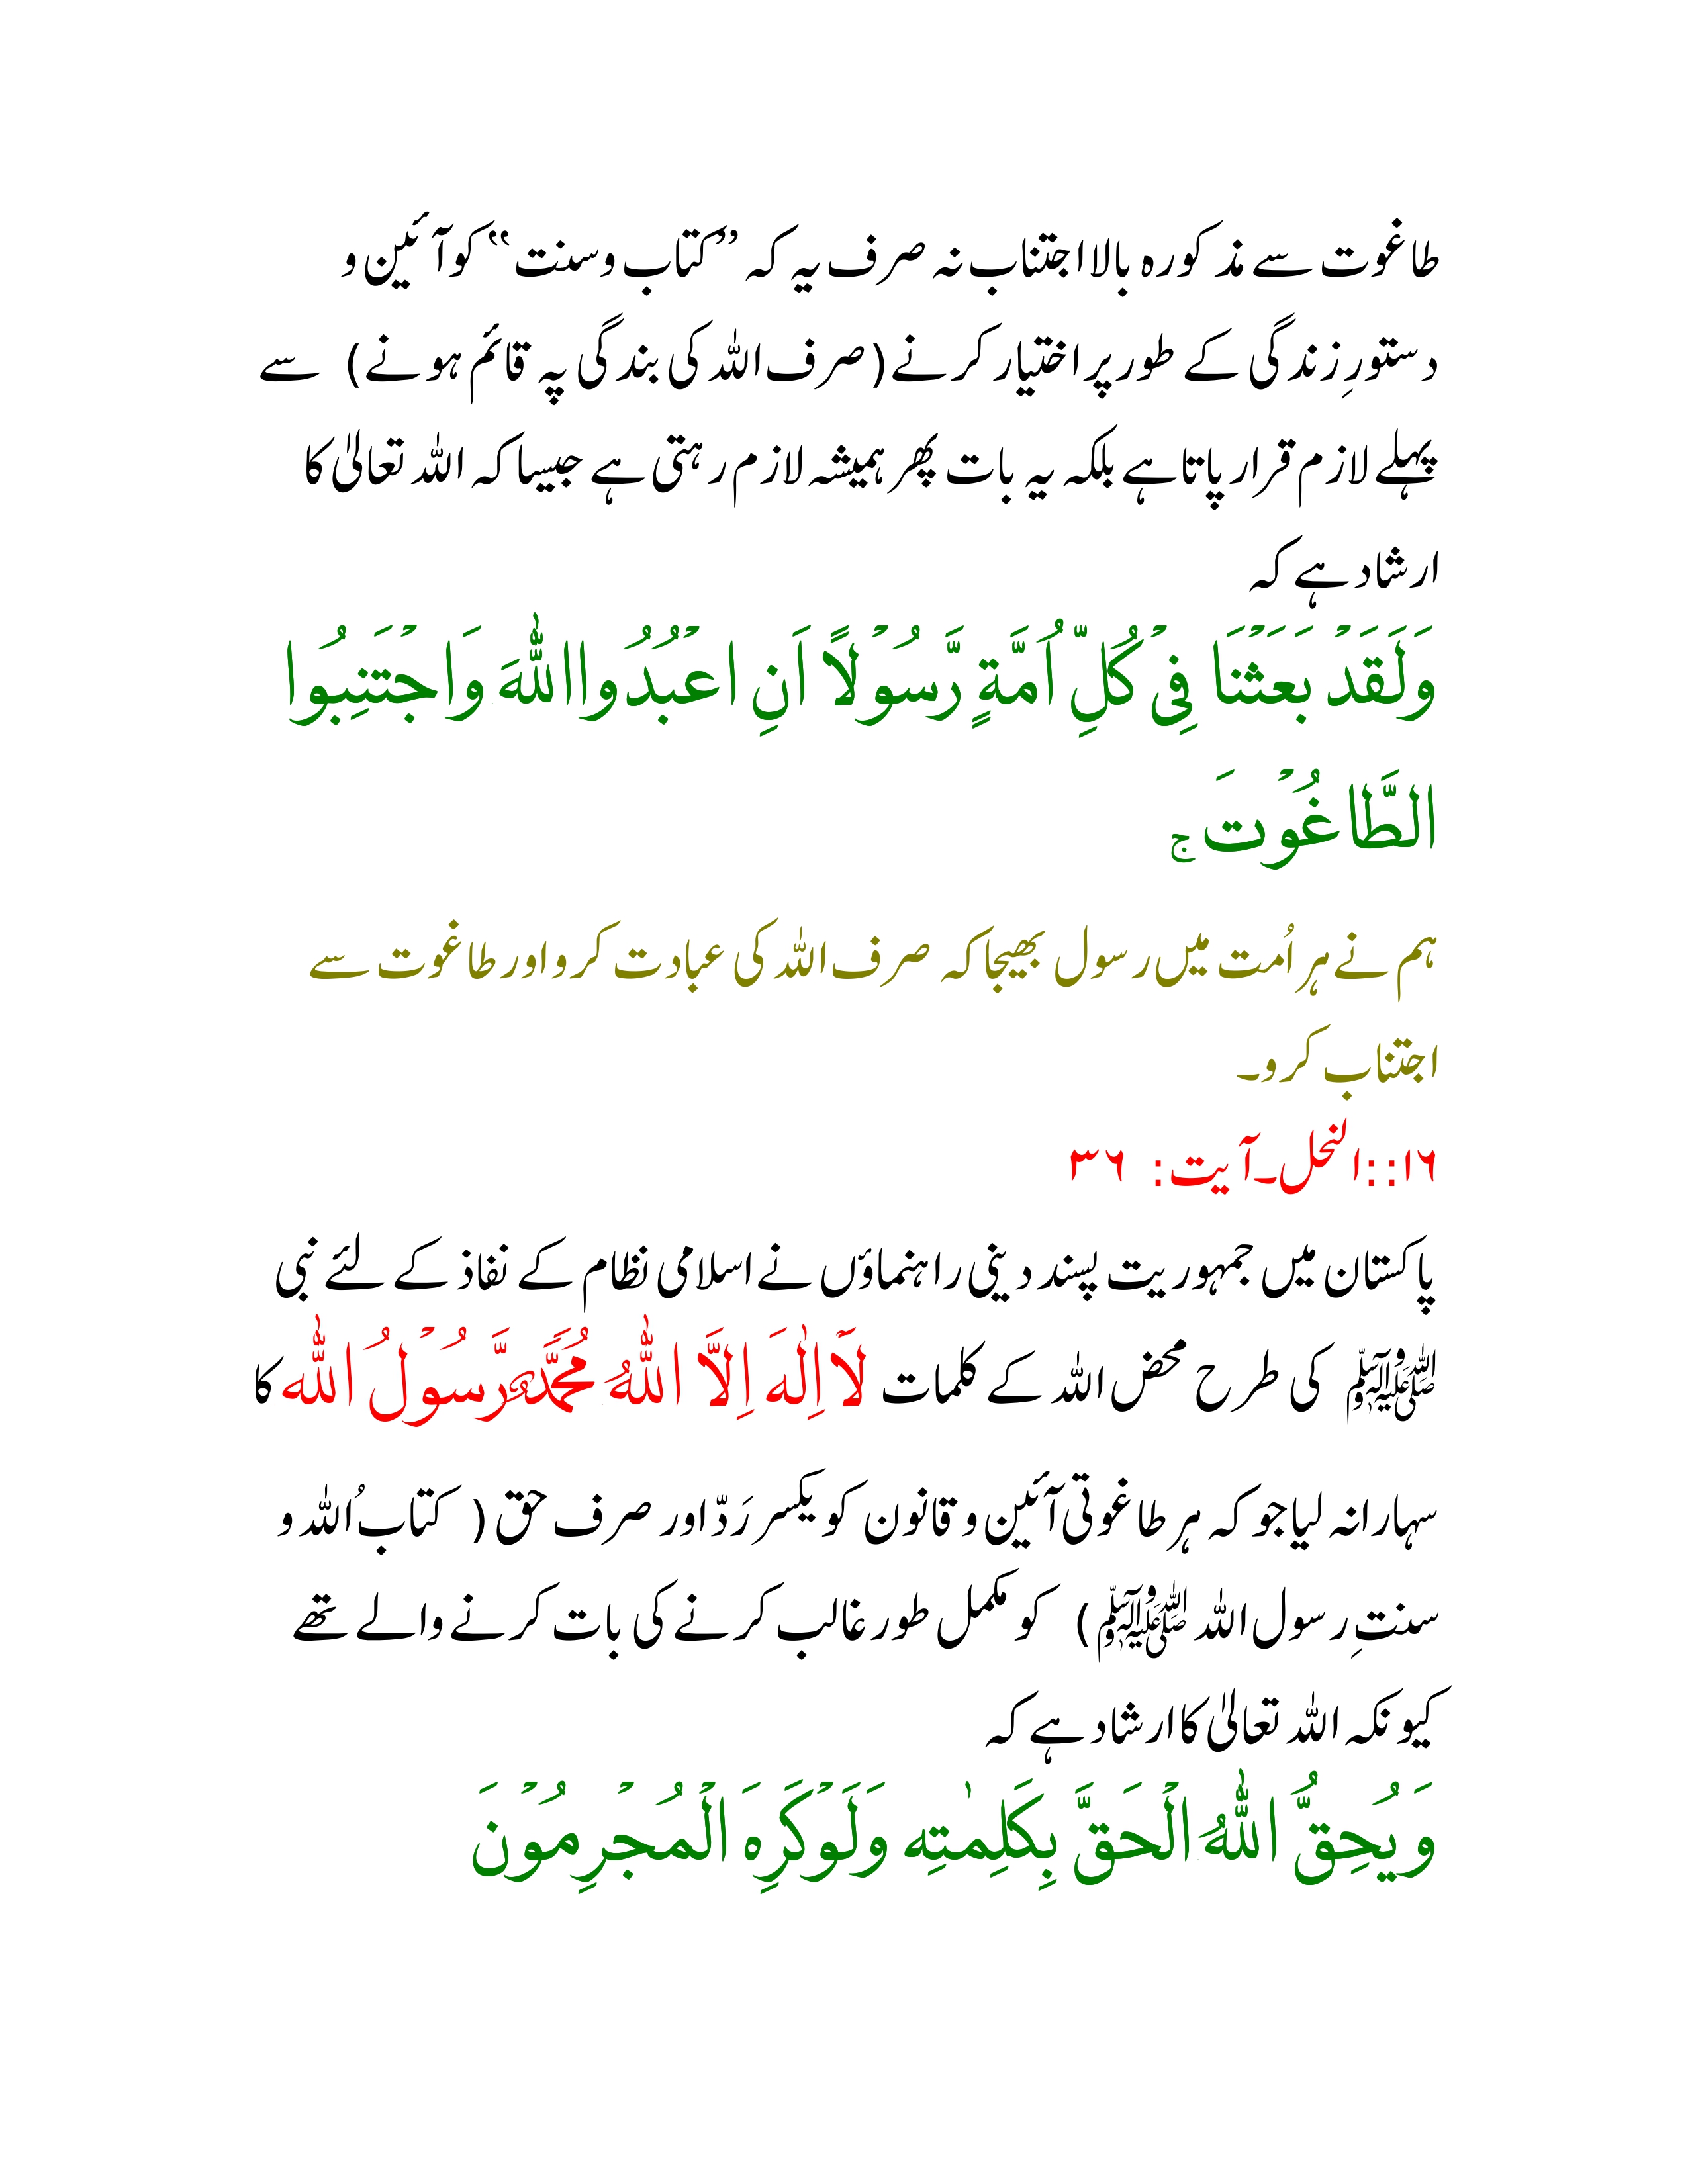 طاغوت سے مذکورہ بالا اجتناب نہ صرف یہ کہ ’’کتاب و سنت‘‘ کو آئین و
دستورِ زندگی کے طور پر اختیار کرنے (صرف اللہ کی بندگی پہ قائم ہونے) سے
پہلے لازم قرار پاتا ہے بلکہ یہ بات پھر ہمیشہ لازم رہتی ہے جیسا کہ اللہ تعالیٰ کا
ارشاد ہے کہ
وَلَقَدۡ بَعَثۡنَا فِیۡ کُلِّ اُمَّةٍ رَّسُوۡلًا اَنِ اعۡبُدُوا اللّٰہَ وَاجۡتَنِبُوا
الطَّاغُوۡتَ ج
ہم نے ہر اُمت میں رسول بھیجا کہ صرف اللہ کی عبادت کرو اور طاغوت سے
اجتناب کرو۔
۱۶::النحل۔آیت: ۳۶
پاکستان میں جمہوریت پسند دینی راہنماؤں نے اسلامی نظام کے نفاذ کے لئے نبی
ﷺ کی طرح محض اللہ کے کلمات لَآ اِلٰہَ اِلَّا اللّٰہُ مُحَمَّدٌ رَّسُوۡلُ اللّٰہ کا
سہارا نہ لیا جو کہ ہر طاغوتی آئین و قانون کو یکسر رَدّ اور صرف حق ( کتابُ اللہ و
سنتِ رسول اللہ ﷺ) کو مکمل طور غالب کرنے کی بات کرنے والے تھے
کیونکہ اللہ تعالیٰ کا ارشاد ہے کہ
وَیُحِقُّ اللّٰہُ الۡحَقَّ بِکَلِمٰتِہٖ وَلَوۡ کَرِہَ الۡمُجۡرِمُوۡنَ